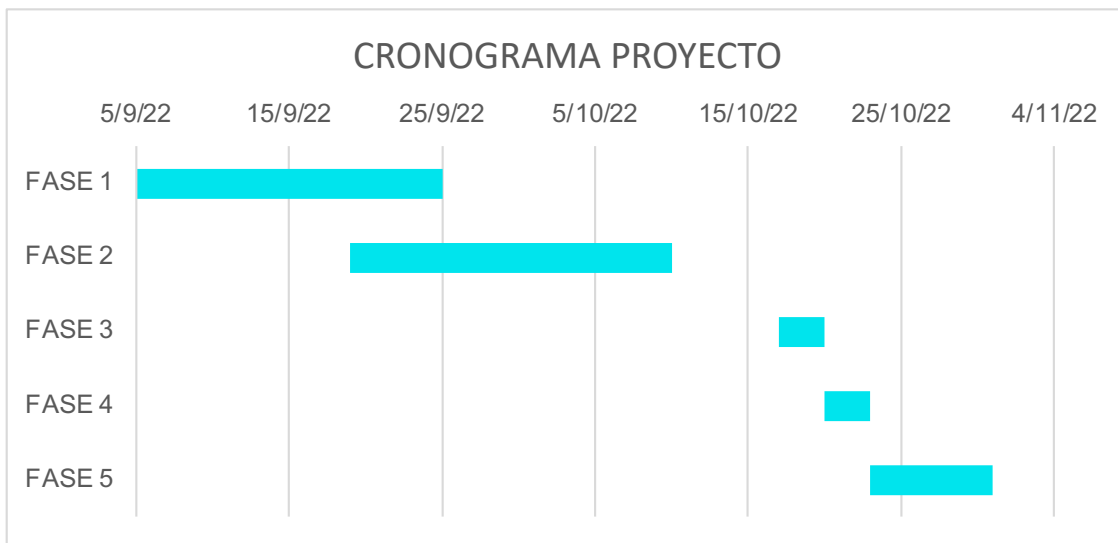 CRONOGRAMA PROYECTO
5/9/22 15/9/22 25/9/22 5/10/22 15/10/22 25/10/22 4/11/22
FASE 1
FASE 2
FASE 3
FASE 4
FASE 5